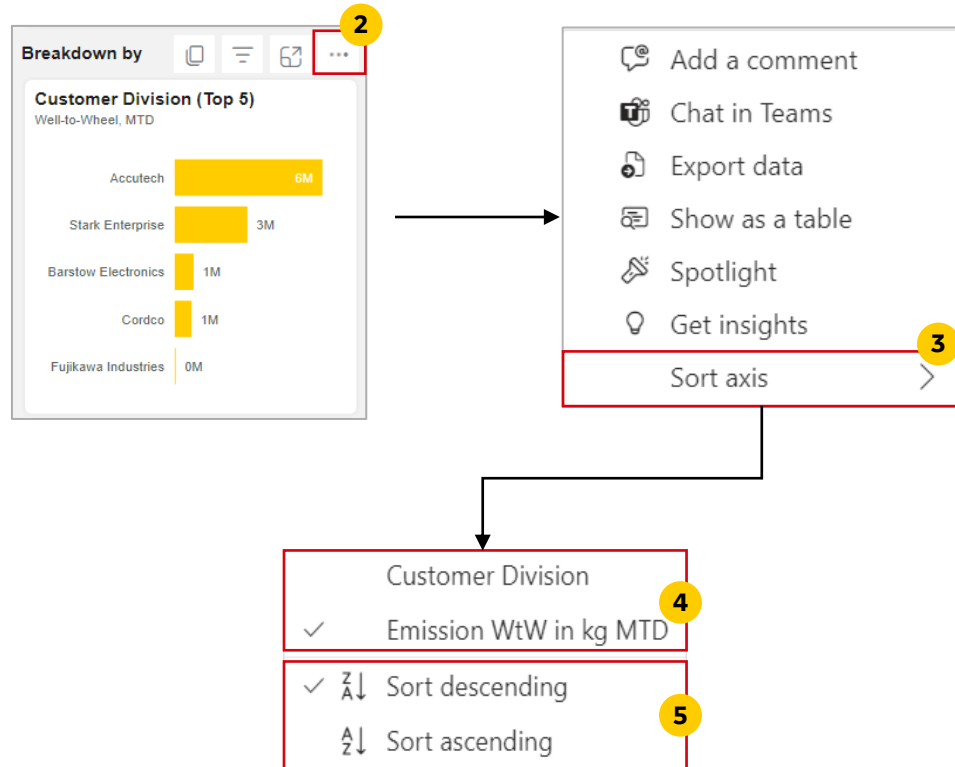 2
Breakdown by
Customer Division (Top 5)
Well-to-Wheel, MTD
Accutech 6M
Stark Enterprise 3M
Barstow Electronics 1M
Cordco 1M
Fujikawa Industries 0M
Add a comment
Chat in Teams
Export data
Show as a table
Spotlight
Get insights
3
Sort axis
Customer Division
4
Emission WtW in kg MTD
Sort descending
5
Sort ascending